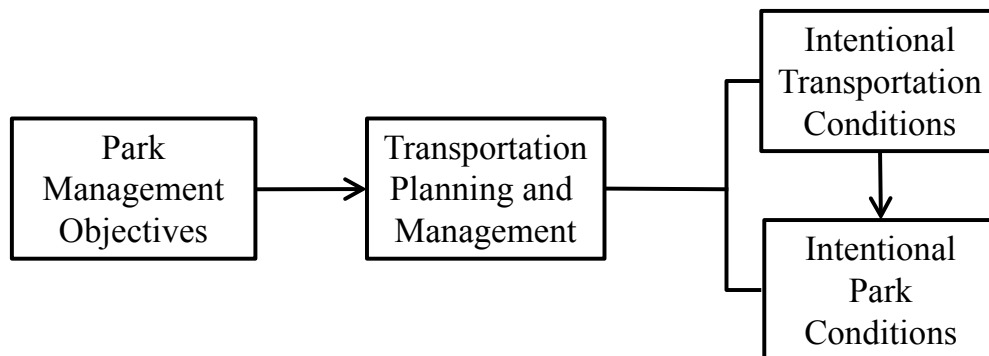 Park
Management
Objectives
Transportation
Planning and
Management
Intentional
Transportation
Conditions
Intentional
Park
Conditions